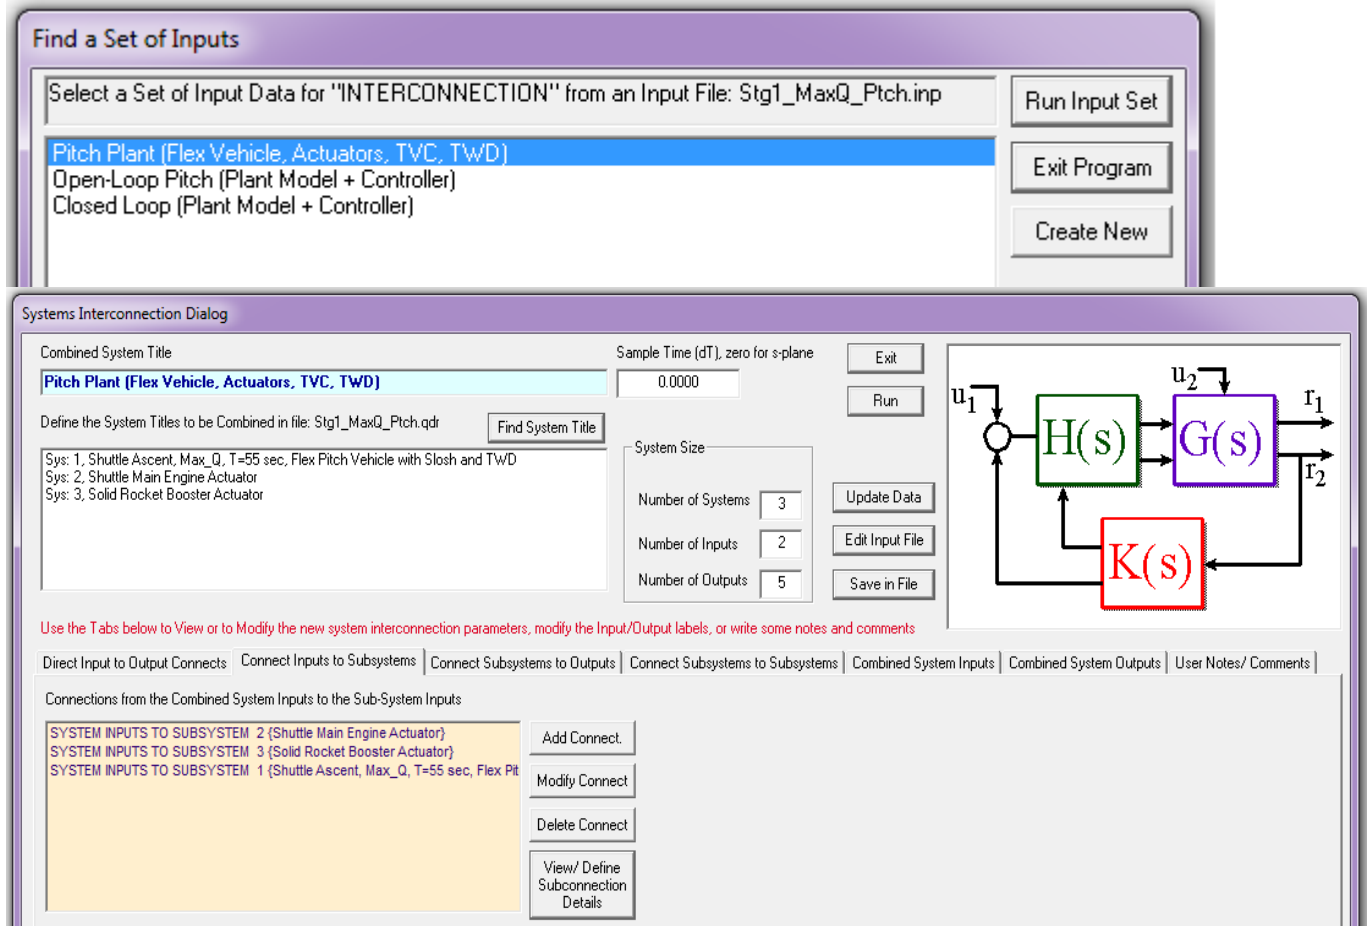 Find a Set of Inputs
Select a Set of Input Data for "INTERCONNECTION" from an Input File: Stg1_MaxQ_Ptch.inp
Run Input Set
Pitch Plant (Flex Vehicle, Actuators, TVC, TWD)
Open-Loop Pitch (Plant Model + Controller)
Closed Loop (Plant Model + Controller)
Exit Program
Create New
Systems Interconnection Dialog
Combined System Title
Sample Time (dT), zero for s-plane
Exit
Pitch Plant (Flex Vehicle, Actuators, TVC, TWD)
0.0000
Run
Define the System Titles to be Combined in file: Stg1_MaxQ_Ptch.qdr
Find System Title
Sys: 1, Shuttle Ascent, Max_Q, T=55 sec, Flex Pitch Vehicle with Slosh and TWD
Sys: 2, Shuttle Main Engine Actuator
Sys: 3, Solid Rocket Booster Actuator
System Size
Number of Systems 3
Number of Inputs 2
Number of Outputs 5
Update Data
Edit Input File
Save in File
u1
u2
H(s)
G(s)
r1
r2
K(s)
Use the Tabs below to View or to Modify the new system interconnection parameters, modify the Input/Output labels, or write some notes and comments
Direct Input to Output Connects
Connect Inputs to Subsystems
Connect Subsystems to Outputs
Connect Subsystems to Subsystems
Combined System Inputs
Combined System Outputs
User Notes/ Comments
Connections from the Combined System Inputs to the Sub-System Inputs
SYSTEM INPUTS TO SUBSYSTEM 2 {Shuttle Main Engine Actuator}
SYSTEM INPUTS TO SUBSYSTEM 3 {Solid Rocket Booster Actuator}
SYSTEM INPUTS TO SUBSYSTEM 1 {Shuttle Ascent, Max_Q, T=55 sec, Flex Pit
Add Connect.
Modify Connect
Delete Connect
View/ Define
Subconnection
Details